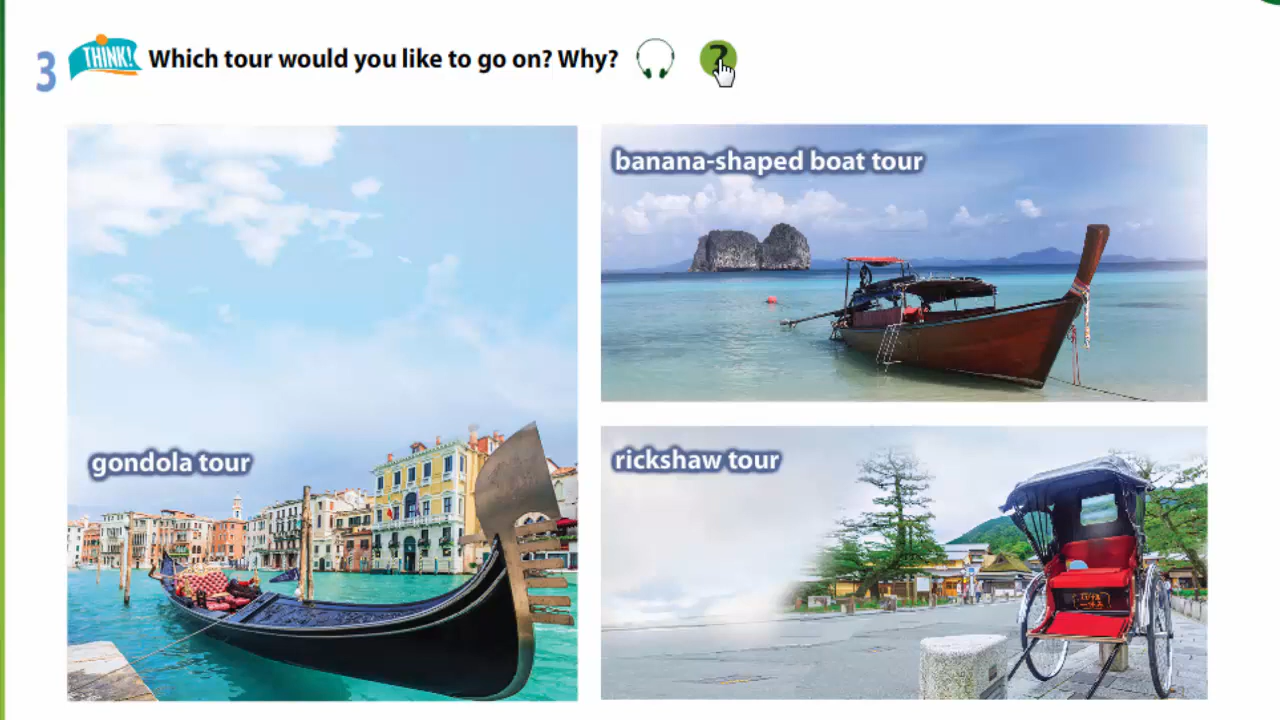 3 THINK! Which tour would you like to go on? Why? ?
banana-shaped boat tour
gondola tour
rickshaw tour